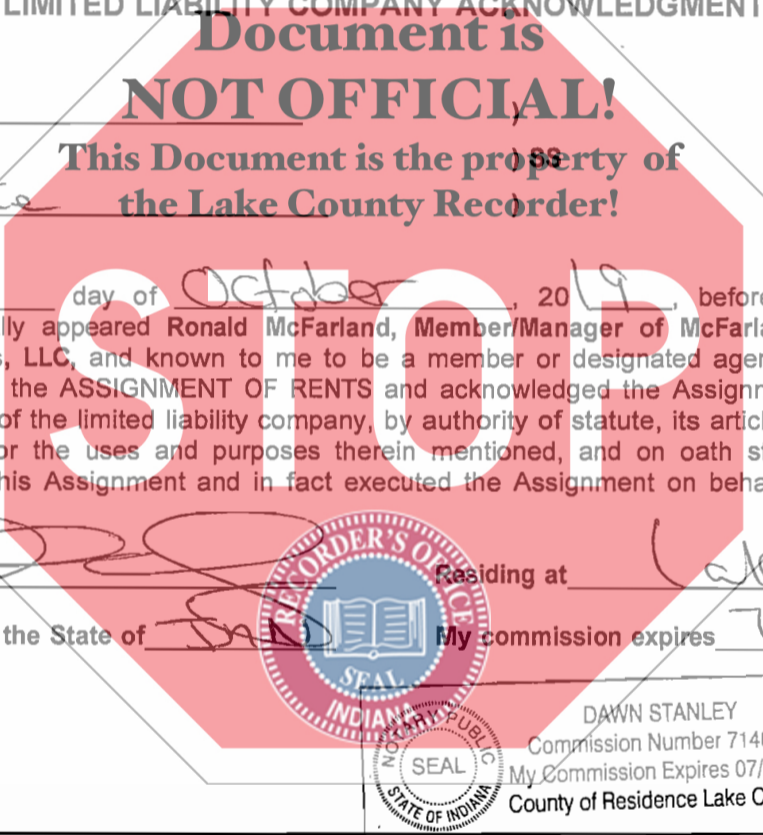 LIMITED LIABILITY COMPANY ACKNOWLEDGMENT
Document is
NOT OFFICIAL!
)
This Document is the property of
) SS
the Lake County Recorder!
)
STOP!
day of October, 2019, before
lly appeared Ronald McFarland, Member/Manager of McFarla
s, LLC, and known to me to be a member or designated agen
the ASSIGNMENT OF RENTS and acknowledged the Assignm
of the limited liability company, by authority of statute, its articl
or the uses and purposes therein mentioned, and on oath st
his Assignment and in fact executed the Assignment on beha
RECORDER'S OFFICE
SEAL
INDIANA
Residing at
the State of
My commission expires
NOTARY PUBLIC
SEAL
STATE OF INDIANA
DAWN STANLEY
Commission Number 714
My Commission Expires 07/
County of Residence Lake C